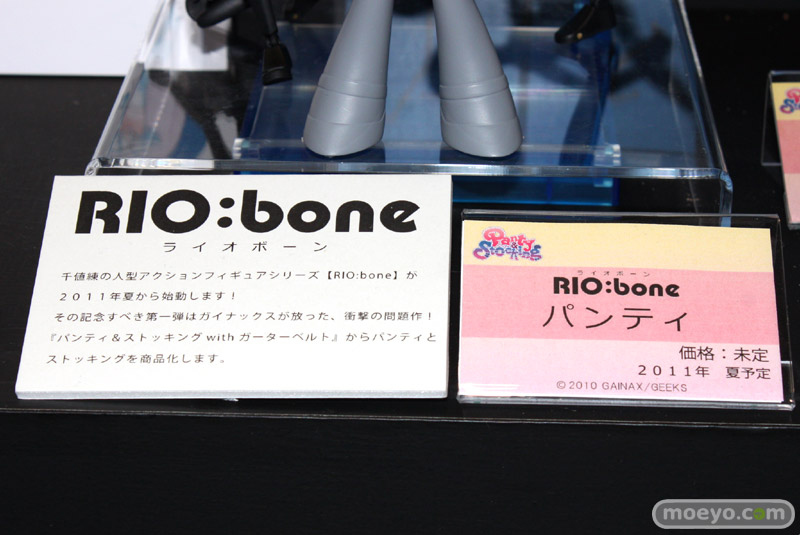 RIO:bone
ライオボーン
千値練の人型アクションフィギュアシリーズ【RIO:bone】が
2011年夏から始動します!
その記念すべき第一弾はガイナックスが放った、衝撃の問題作!
『パンティ&ストッキング with ガーターベルト』からパンティと
ストッキングを商品化します。
Panty
& Stocking
ライオボーン
RIO:bone
パンティ
価格:未定
2011年 夏予定
©2010 GAINAX/GEEKS
moeyo.com